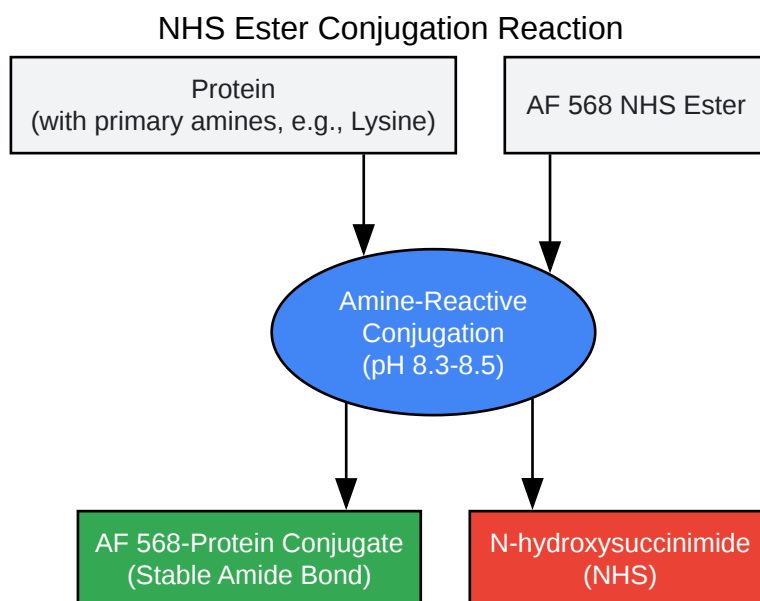 NHS Ester Conjugation Reaction
Protein
(with primary amines, e.g., Lysine)
AF 568 NHS Ester
Amine-Reactive
Conjugation
(pH 8.3-8.5)
AF 568-Protein Conjugate
(Stable Amide Bond)
N-hydroxysuccinimide
(NHS)